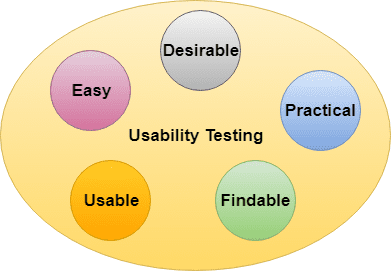 Desirable
Easy
Practical
Usability Testing
Usable
Findable